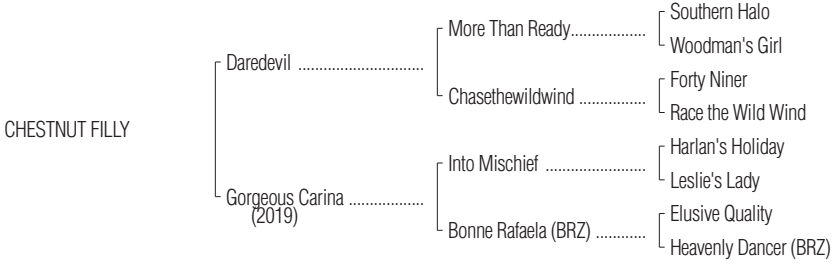 Southern Halo
More Than Ready..................
Woodman's Girl
Daredevil ..............................
Forty Niner
Chasethewildwind ................
Race the Wild Wind
CHESTNUT FILLY
Harlan's Holiday
Into Mischief ........................
Leslie's Lady
Gorgeous Carina ..................
(2019)
Elusive Quality
Bonne Rafaela (BRZ) ............
Heavenly Dancer (BRZ)